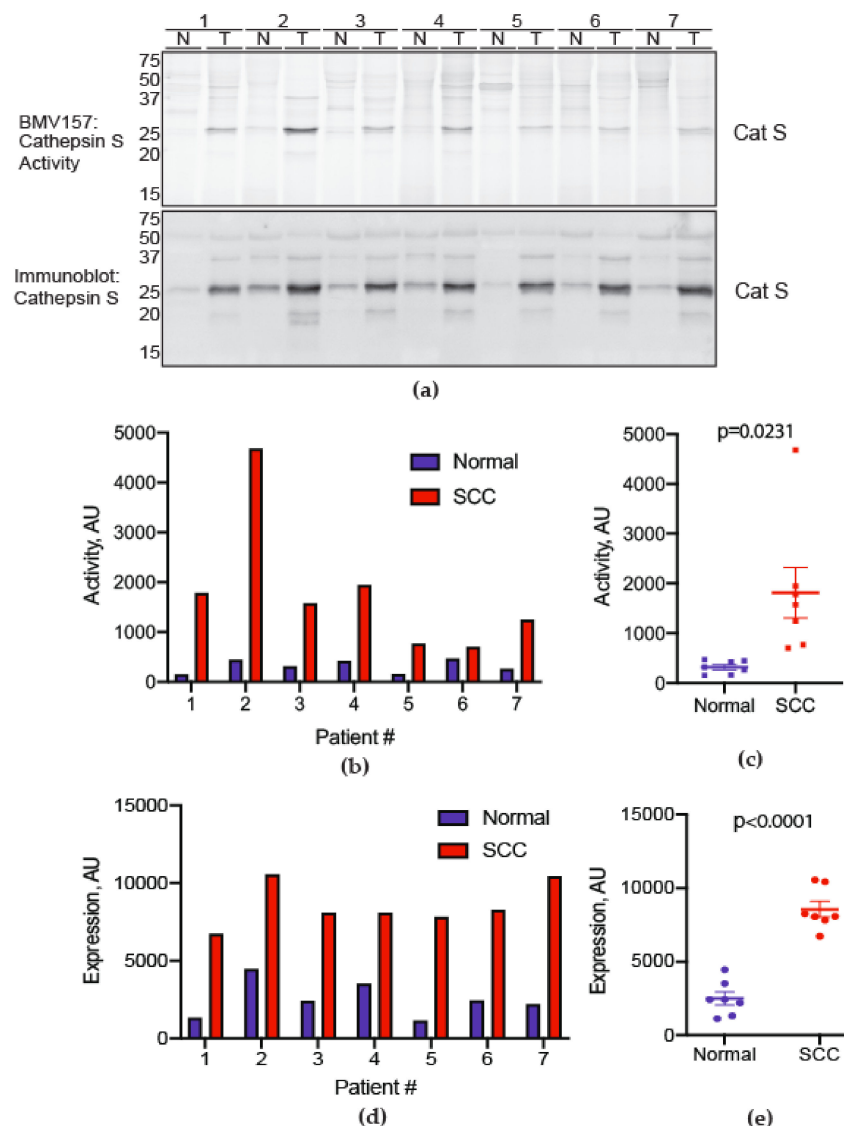 1 2 3 4 5 6 7
N T N T N T N T N T N T N T
75
50
37
25
20
15
BMV157:
Cathepsin S
Activity
Cat S
75
50
37
25
20
15
Immunoblot:
Cathepsin S
Cat S
(a)
5000
4000
3000
2000
1000
0
Activity, AU
Normal
SCC
1 2 3 4 5 6 7
Patient #
(b)
p=0.0231
5000
4000
3000
2000
1000
0
Activity, AU
Normal SCC
(c)
15000
10000
5000
0
Expression, AU
Normal
SCC
1 2 3 4 5 6 7
Patient #
(d)
p<0.0001
15000
10000
5000
0
Expression, AU
Normal SCC
(e)